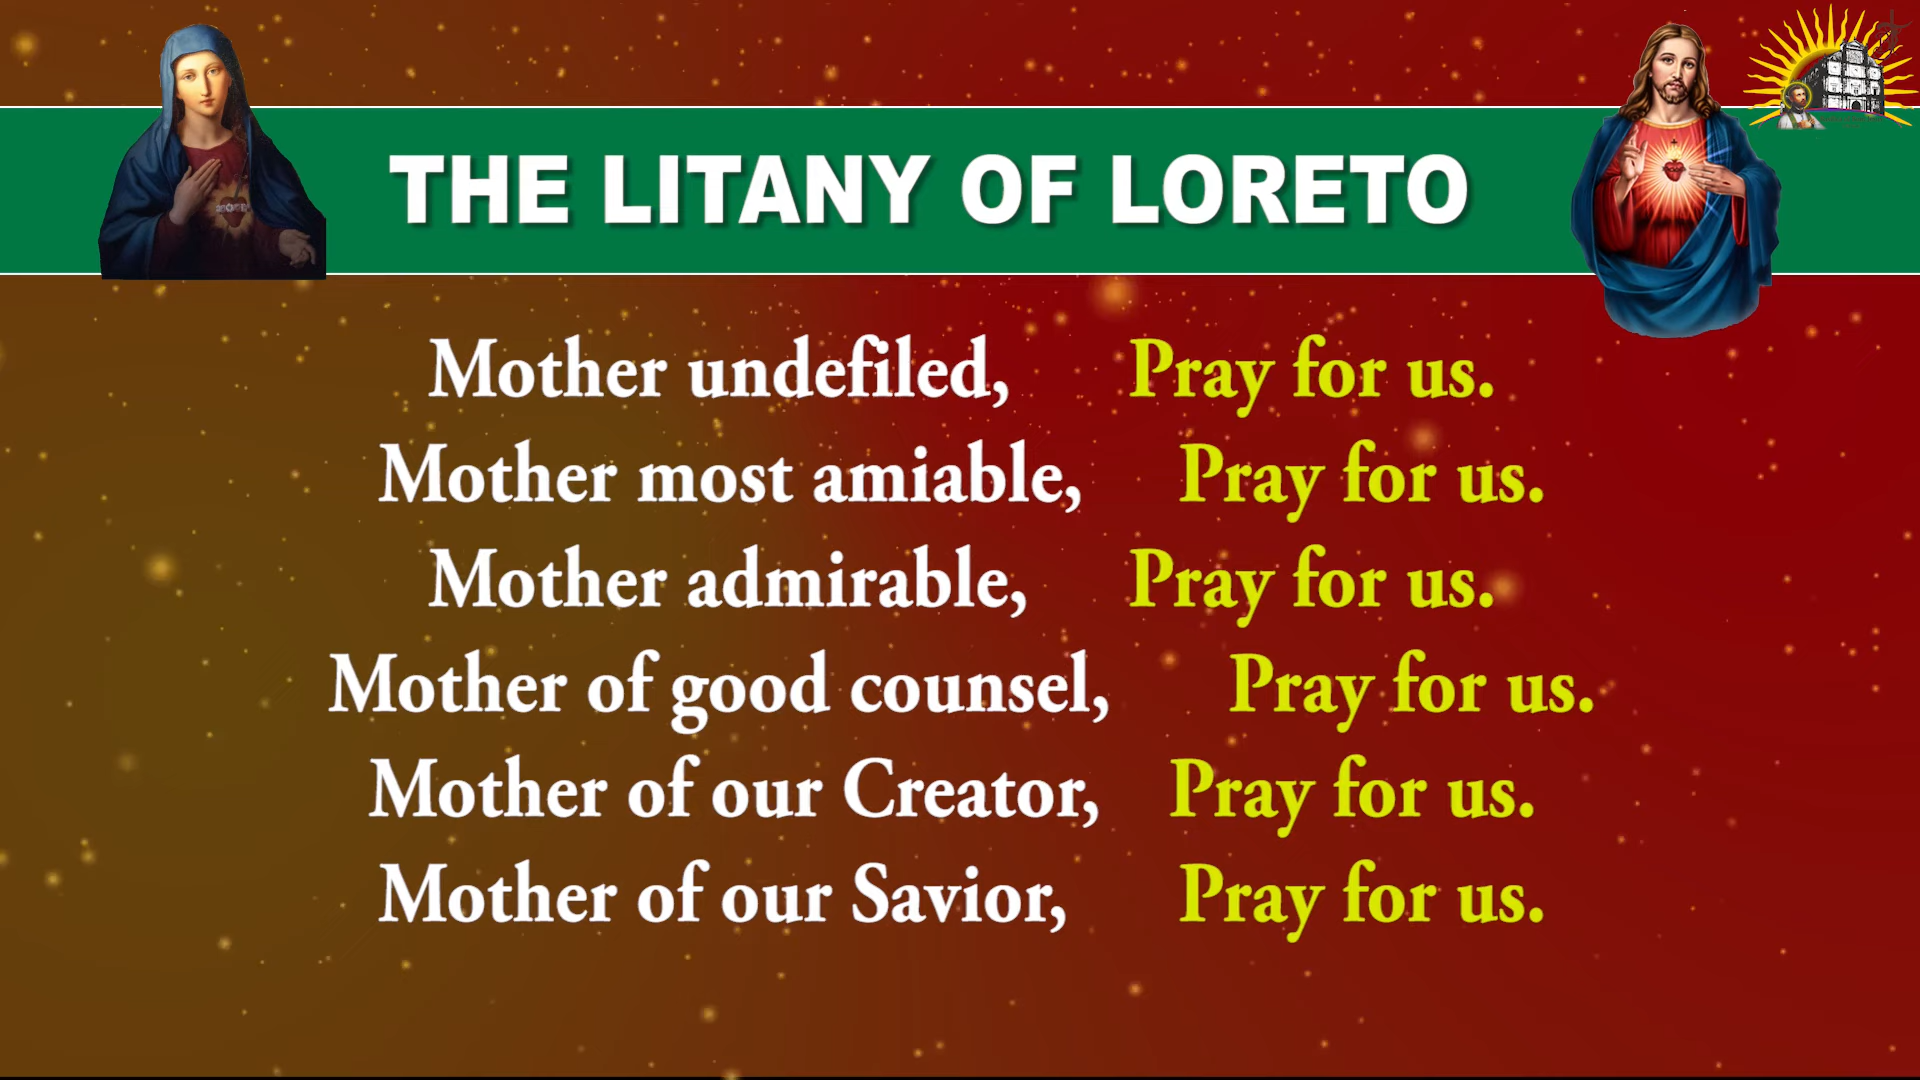 THE LITANY OF LORETO
Mother undefiled, Pray for us.
Mother most amiable, Pray for us.
Mother admirable, Pray for us.
Mother of good counsel, Pray for us.
Mother of our Creator, Pray for us.
Mother of our Savior, Pray for us.